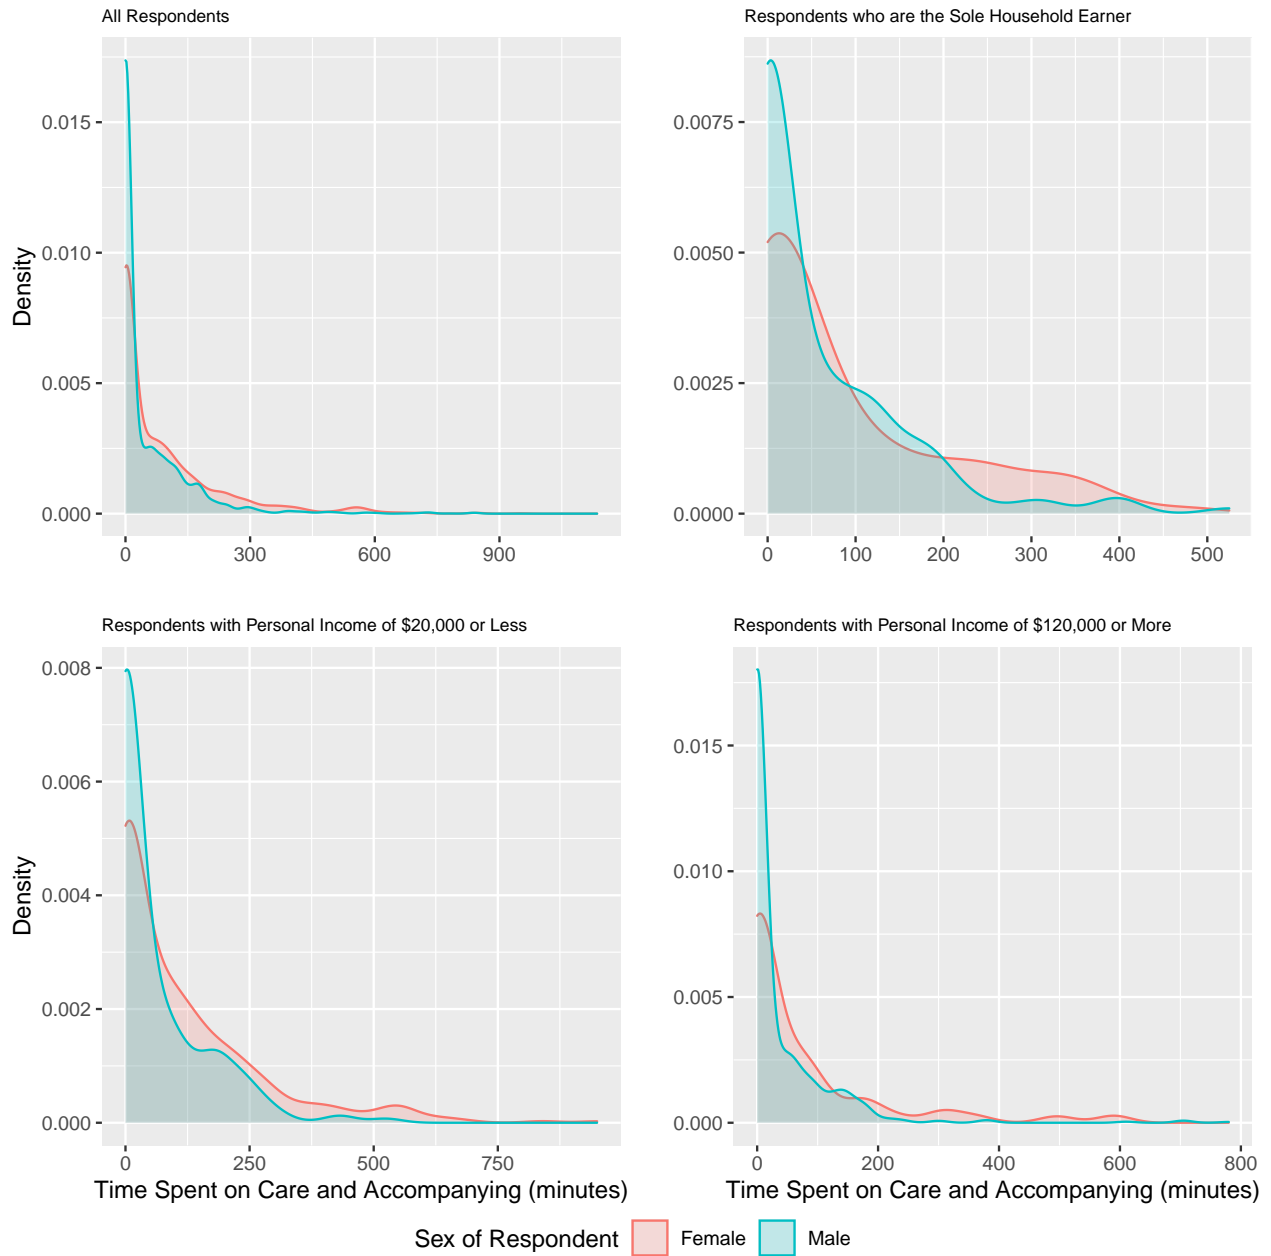 All Respondents
Respondents who are the Sole Household Earner
0.015
0.010
0.005
0.000
Density
0 300 600 900
0.0075
0.0050
0.0025
0.0000
0 100 200 300 400 500
Respondents with Personal Income of $20,000 or Less
Respondents with Personal Income of $120,000 or More
0.008
0.006
0.004
0.002
0.000
Density
0 250 500 750
Time Spent on Care and Accompanying (minutes)
0.015
0.010
0.005
0.000
0 200 400 600 800
Time Spent on Care and Accompanying (minutes)
Sex of Respondent Female Male